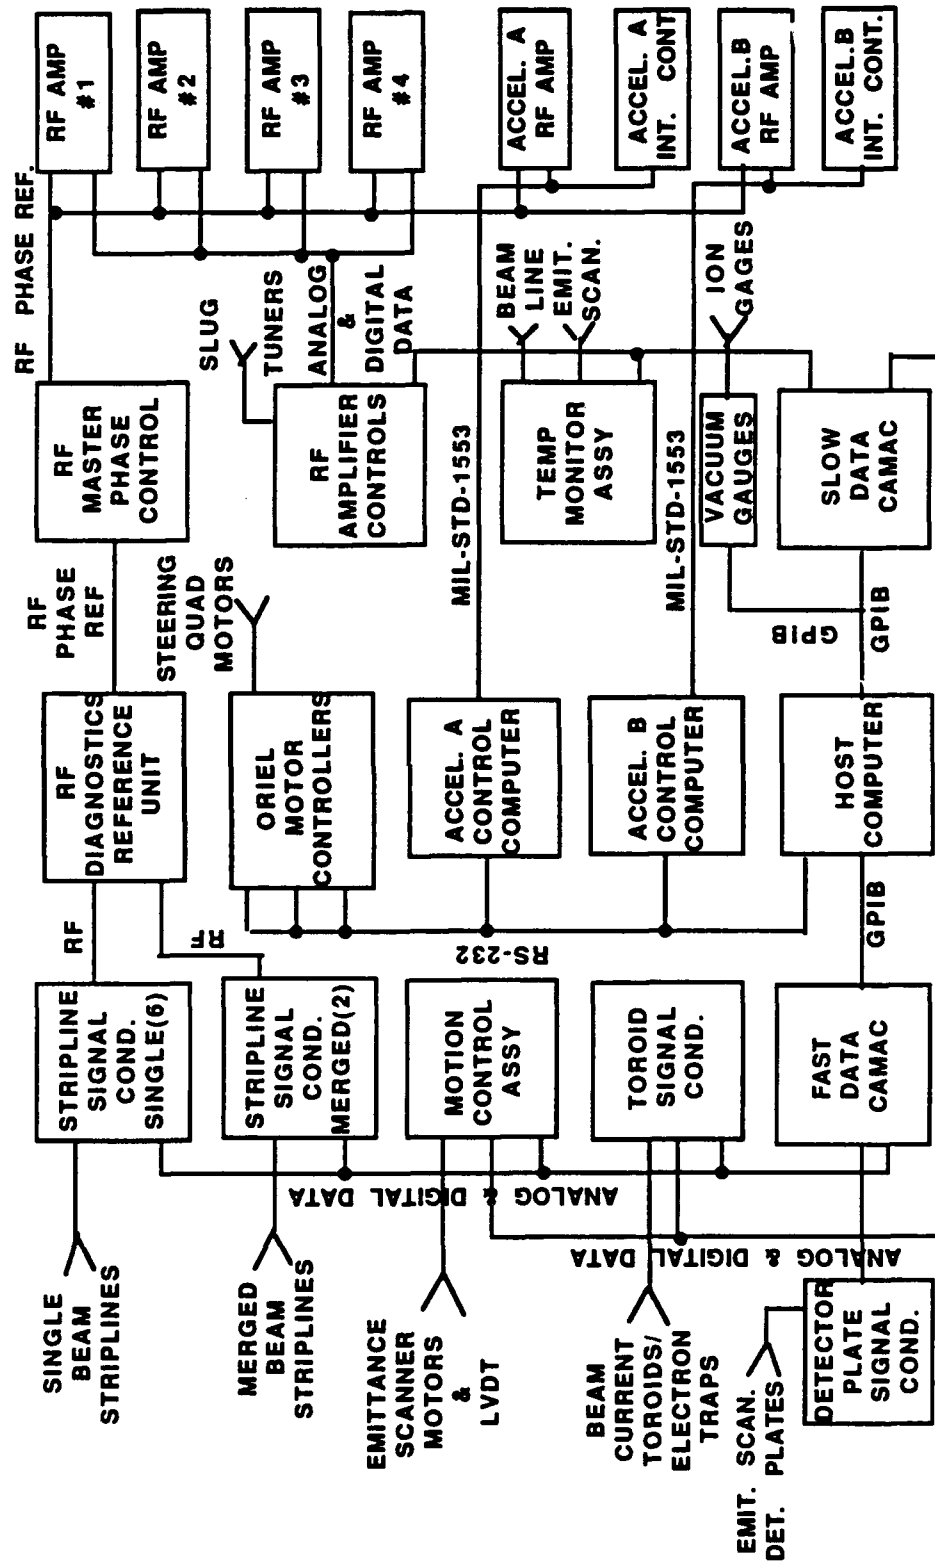 SINGLE
BEAM
STRIPLINES
STRIPLINE
SIGNAL
COND.
SINGLE(6)
RF
RF
DIAGNOSTICS
REFERENCE
UNIT
RF
PHASE
REF
RF
MASTER
PHASE
CONTROL
RF PHASE REF.
RF AMP
#1
RF AMP
#2
RF AMP
#3
RF AMP
#4
MERGED
BEAM
STRIPLINES
STRIPLINE
SIGNAL
COND.
MERGED(2)
RF
ORIEL
MOTOR
CONTROLLERS
STEERING
QUAD
MOTORS
RF
AMPLIFIER
CONTROLS
SLUG
TUNERS
ANALOG
&
DIGITAL
DATA
ANALOG & DIGITAL DATA
EMITTANCE
SCANNER
MOTORS
&
LVDT
MOTION
CONTROL
ASSY
RS-232
ACCEL. A
CONTROL
COMPUTER
MIL-STD-1553
ACCEL. A
RF AMP
ACCEL. A
INT. CONT
TEMP
MONITOR
ASSY
BEAM
LINE
EMIT.
SCAN.
BEAM
CURRENT
TOROIDS/
ELECTRON
TRAPS
TOROID
SIGNAL
COND.
ACCEL. B
CONTROL
COMPUTER
MIL-STD-1553
ACCEL.B
RF AMP
ACCEL.B
INT. CONT.
VACUUM
GAUGES
ION
GAGES
ANALOG & DIGITAL DATA
EMIT. SCAN.
DET. PLATES
DETECTOR
PLATE
SIGNAL
COND.
FAST
DATA
CAMAC
GPIB
HOST
COMPUTER
GPIB
GPIB
SLOW
DATA
CAMAC